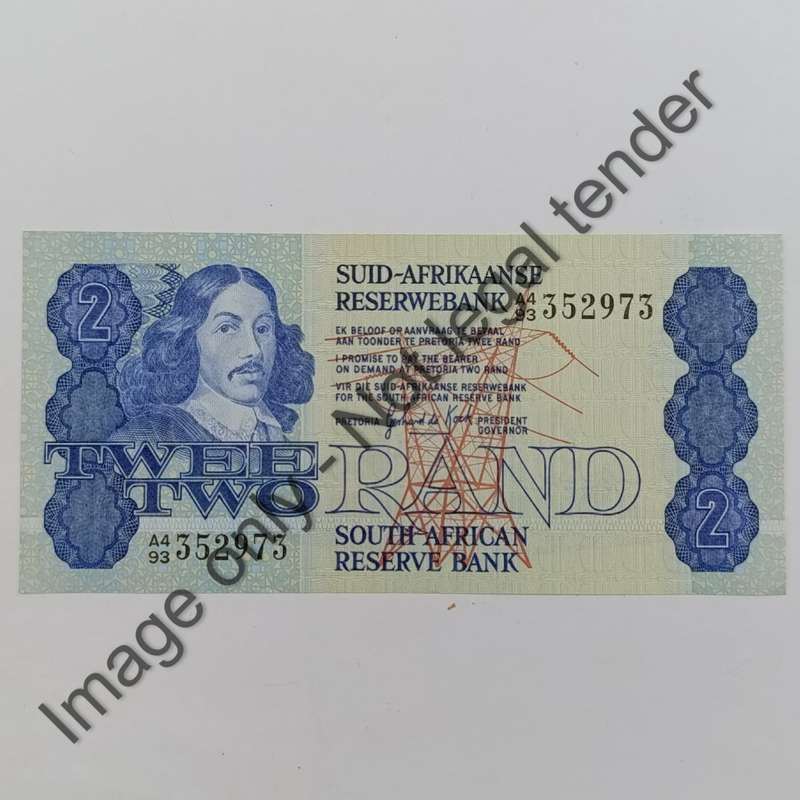 2
SUID-AFRIKAANSE
RESERWEBANK
A4
93 352973
EK BELOOF OP AANVRAAG TE BETAAL
AAN TOONDER TE PRETORIA TWEE RAND
I PROMISE TO PAY THE BEARER
ON DEMAND AT PRETORIA TWO RAND
VIR DIE SUID-AFRIKAANSE RESERWEBANK
FOR THE SOUTH AFRICAN RESERVE BANK
PRETORIA Gerhard de Kock PRESIDENT
GOVERNOR
TWEE
TWO RAND
2
A4
93 352973
SOUTH AFRICAN
RESERVE BANK
Image only - Not legal tender